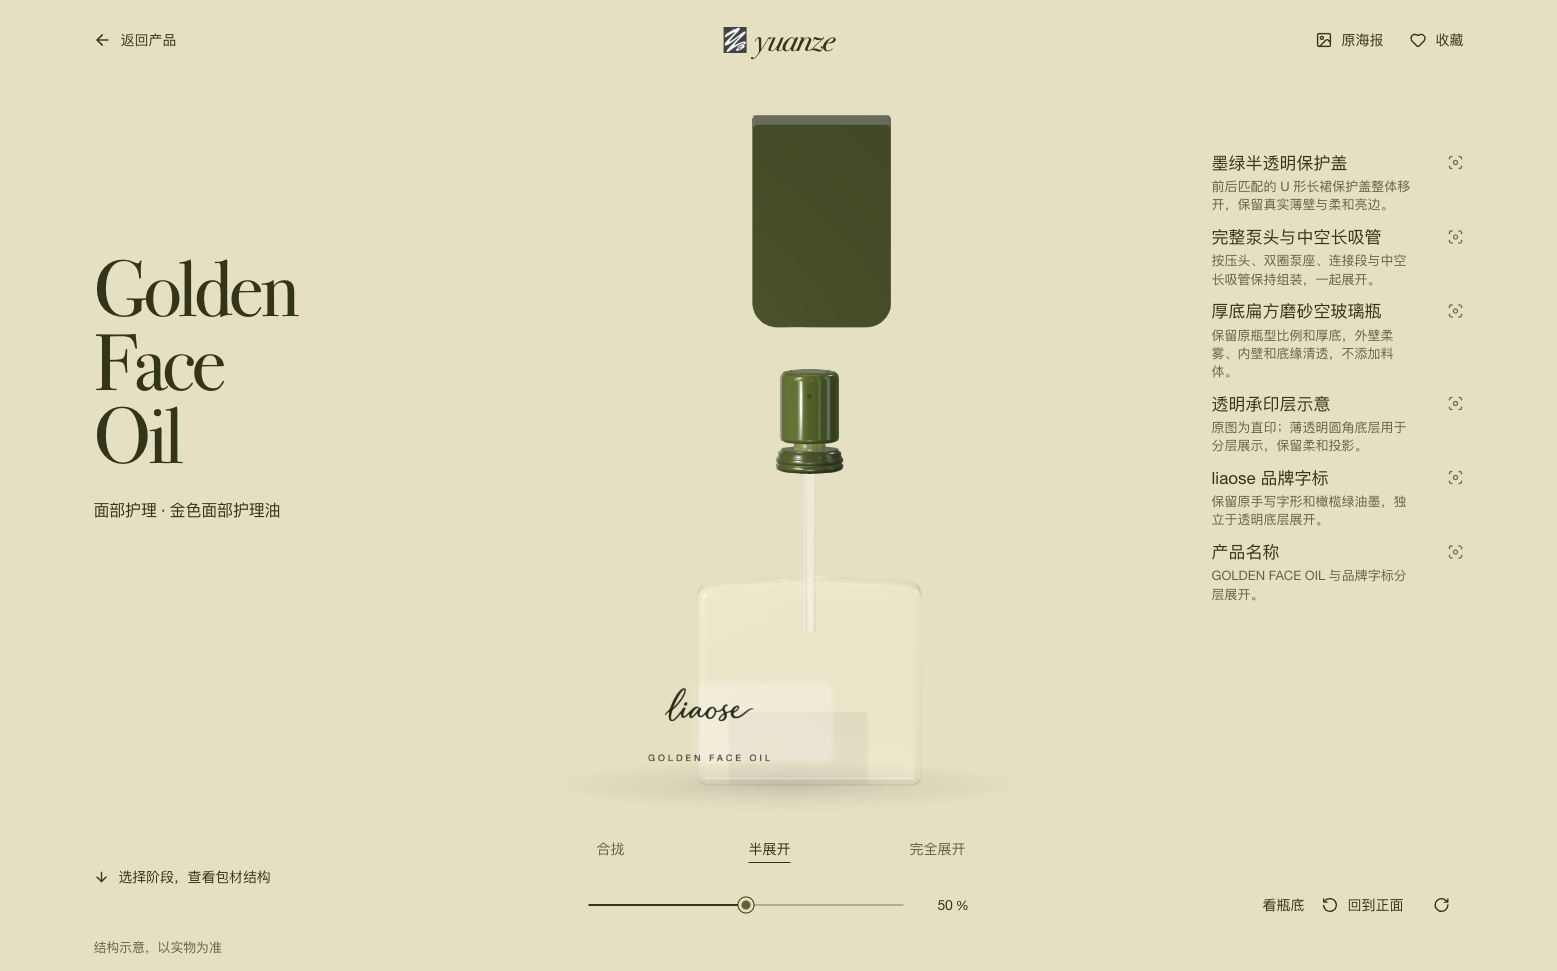 返回产品
yuanze
原海报
收藏
Golden
Face
Oil
面部护理 · 金色面部护理油
liaose
GOLDEN FACE OIL
墨绿半透明保护盖
前后匹配的 U 形长裙保护盖整体移
开，保留真实薄壁与柔和亮边。
完整泵头与中空长吸管
按压头、双圈泵座、连接段与中空
长吸管保持组装，一起展开。
厚底扁方磨砂空玻璃瓶
保留原瓶型比例和厚底，外壁柔
雾、内壁和底缘清透，不添加料
体。
透明承印层示意
原图为直印；薄透明圆角底层用于
分层展示，保留柔和投影。
liaose 品牌字标
保留原手写字形和橄榄绿油墨，独
立于透明底层展开。
产品名称
GOLDEN FACE OIL 与品牌字标分
层展开。
合拢
半展开
完全展开
选择阶段，查看包材结构
50 %
看瓶底
回到正面
结构示意，以实物为准